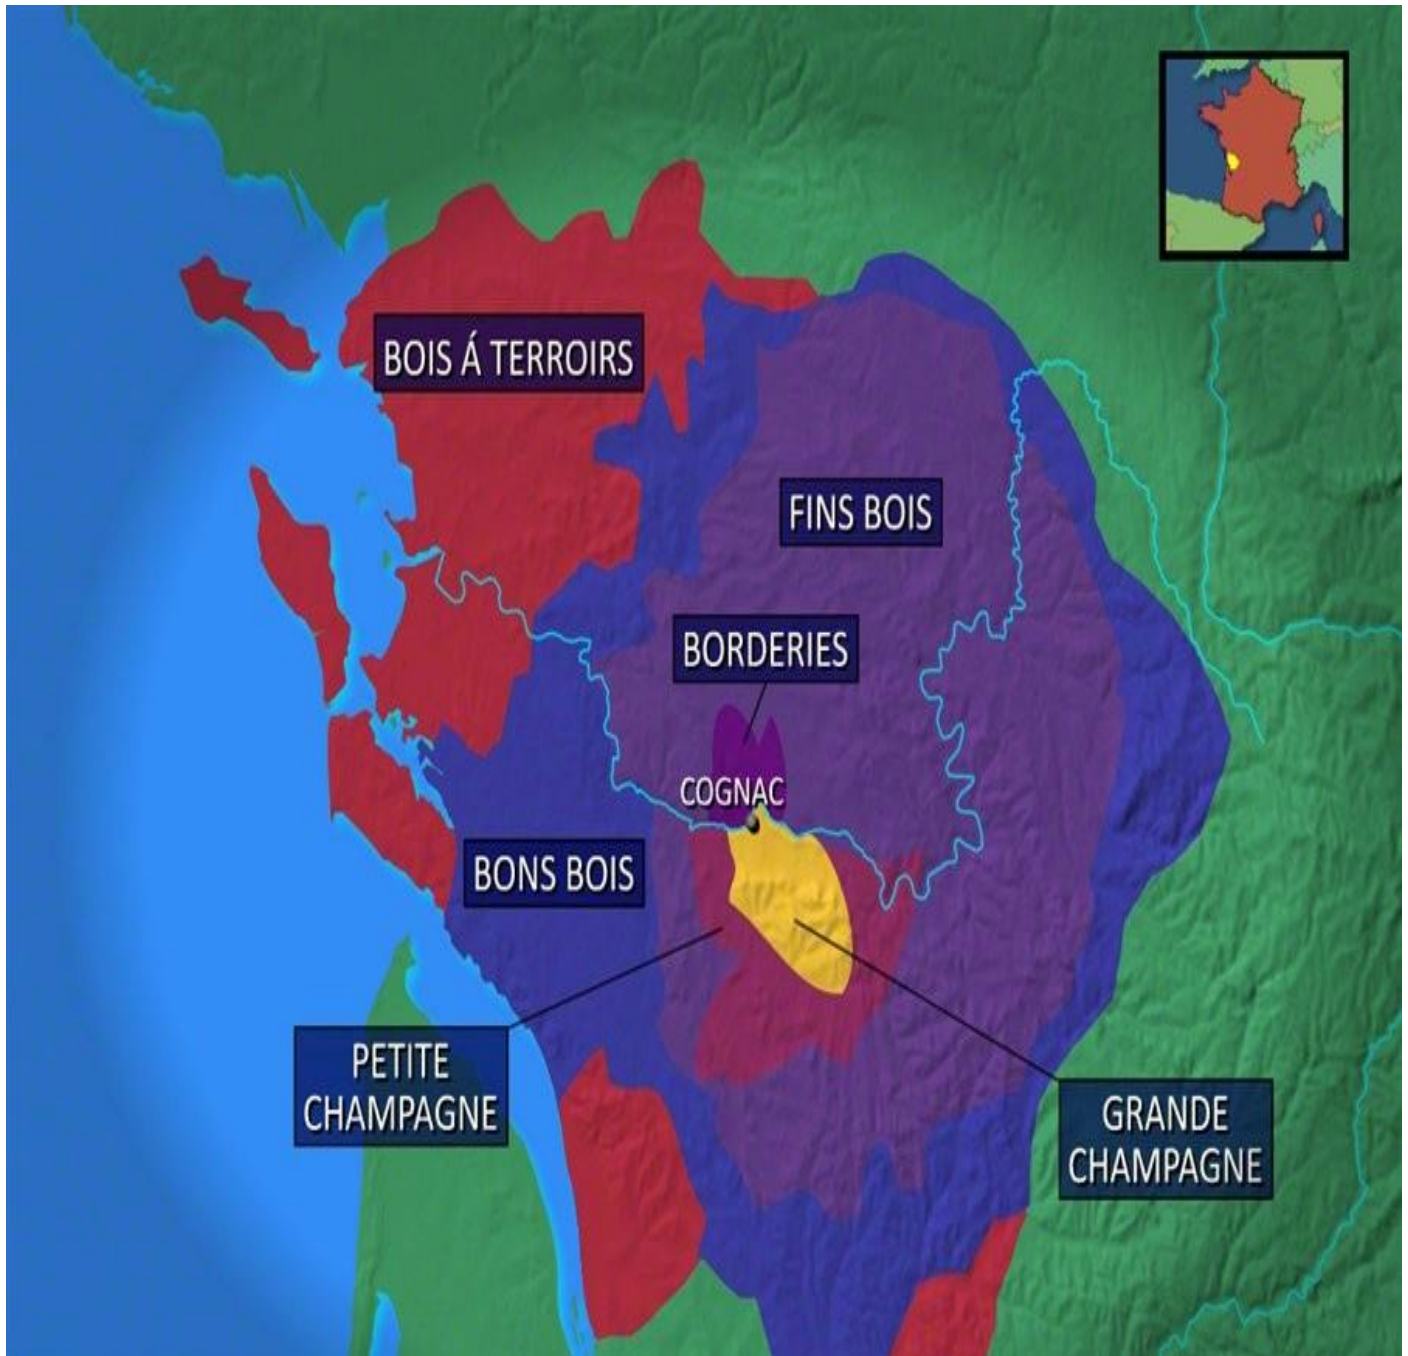 BOIS Á TERROIRS
FINS BOIS
BORDERIES
COGNAC
BONS BOIS
PETITE
CHAMPAGNE
GRANDE
CHAMPAGNE